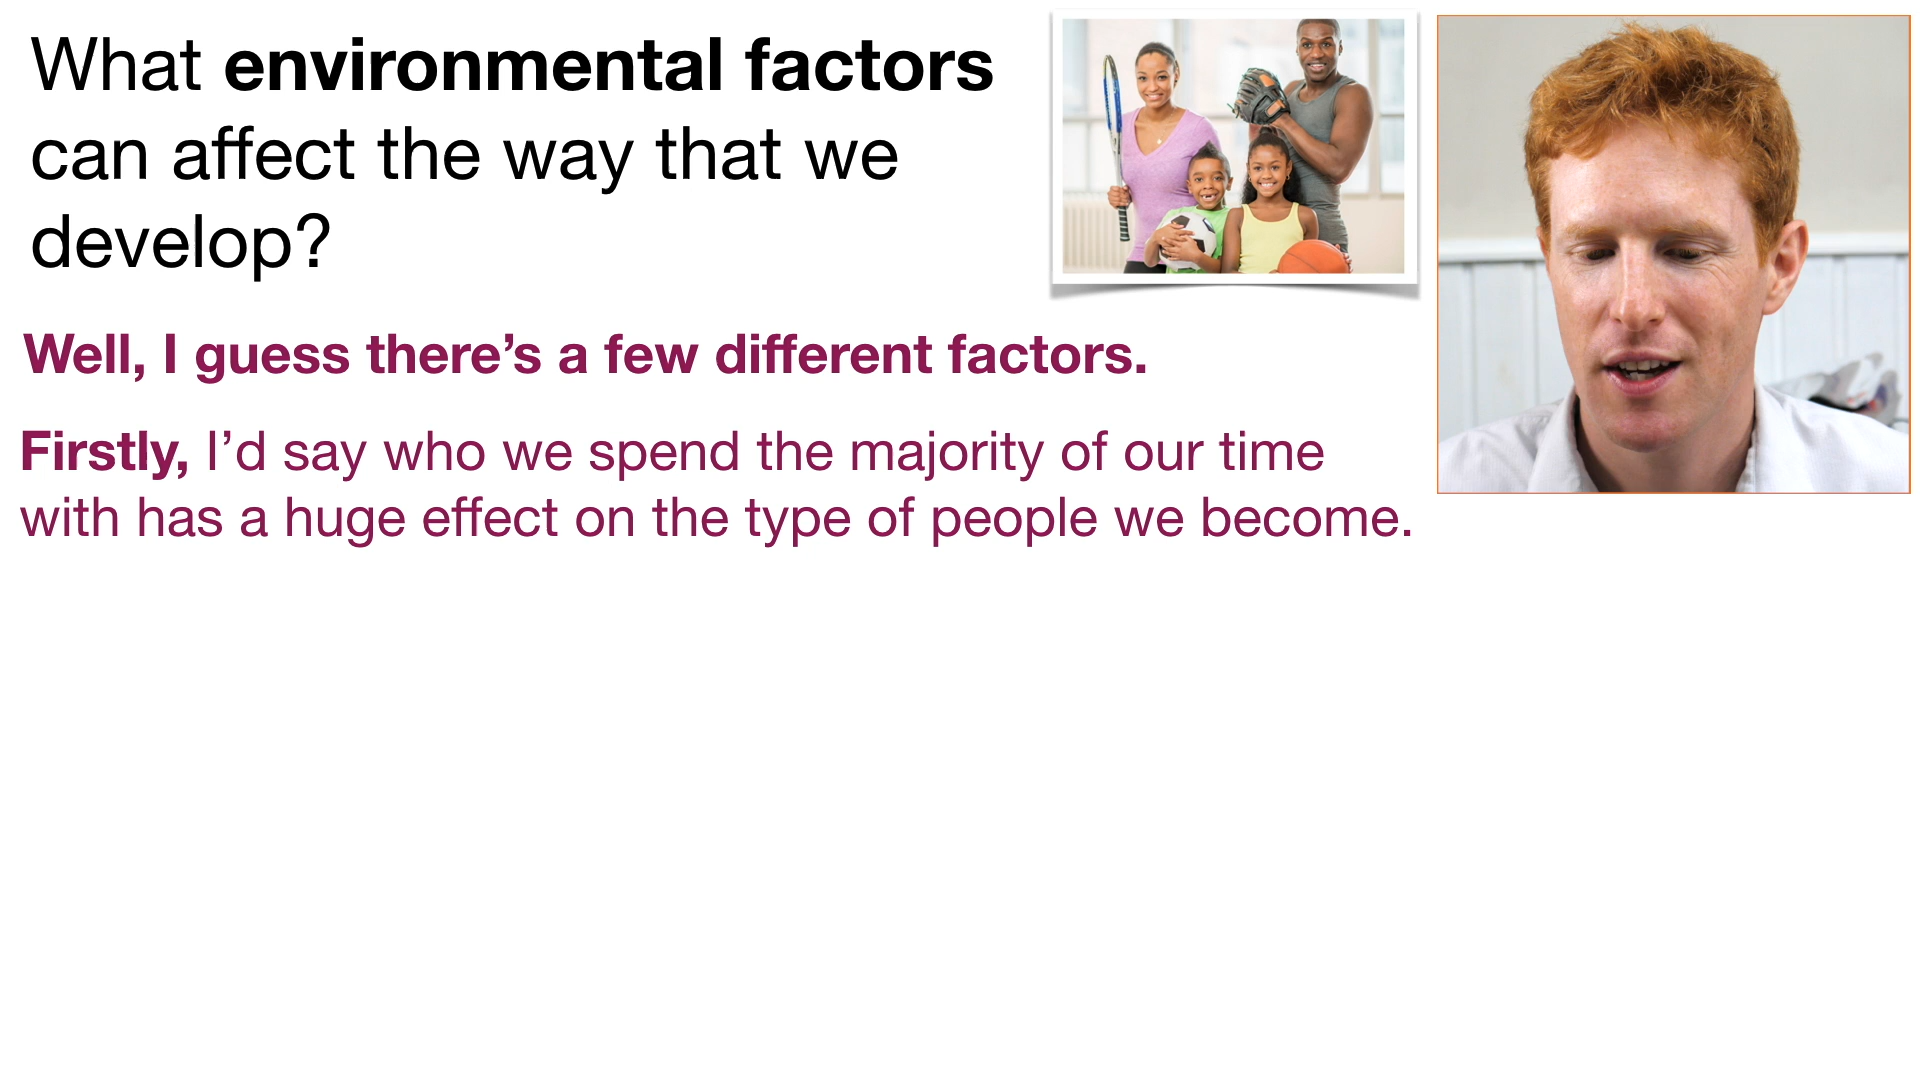 What environmental factors
can affect the way that we
develop?
Well, I guess there’s a few different factors.
Firstly, I’d say who we spend the majority of our time
with has a huge effect on the type of people we become.